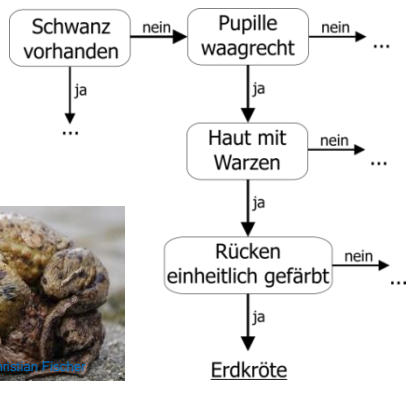 Schwanz
vorhanden
nein
Pupille
waagrecht
nein
...
ja
...
ja
Haut mit
Warzen
nein
...
ja
Rücken
einheitlich gefärbt
nein
...
ja
Erdkröte
Fischer